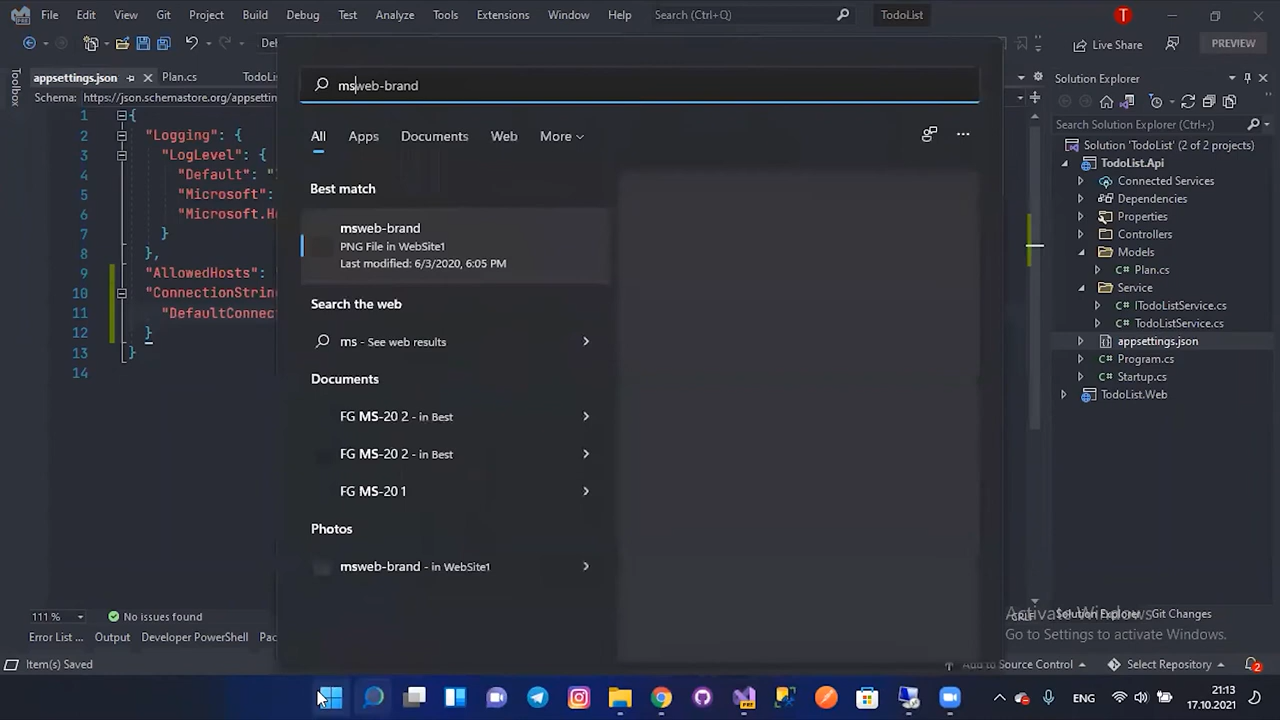 File Edit View Git Project Build Debug Test Analyze Tools Extensions Window Help Search (Ctrl+Q) TodoList T
Live Share PREVIEW
appsettings.json Plan.cs
Schema: https://json.schemastore.org/appsettin
1 {
2 "Logging": {
3 "LogLevel": {
4 "Default": "
5 "Microsoft":
6 "Microsoft.H
7 }
8 },
9 "AllowedHosts":
10 "ConnectionStrin
11 "DefaultConnec
12 }
13 }
14
Toolbox
msweb-brand
All Apps Documents Web More
Best match
msweb-brand
PNG File in WebSite1
Last modified: 6/3/2020, 6:05 PM
Search the web
ms - See web results
Documents
FG MS-20 2 - in Best
FG MS-20 2 - in Best
FG MS-20 1
Photos
msweb-brand - in WebSite1
Solution Explorer
Search Solution Explorer (Ctrl+;)
Solution 'TodoList' (2 of 2 projects)
TodoList.Api
Connected Services
Dependencies
Properties
Controllers
Models
Plan.cs
Service
ITodoListService.cs
TodoListService.cs
appsettings.json
Program.cs
Startup.cs
TodoList.Web
111 % No issues found
CRLF
Solution Explorer Git Changes
Activate Windows
Go to Settings to activate Windows.
Error List ... Output Developer PowerShell
Item(s) Saved
Add to Source Control Select Repository 2
PRE
ENG
21:13
17.10.2021